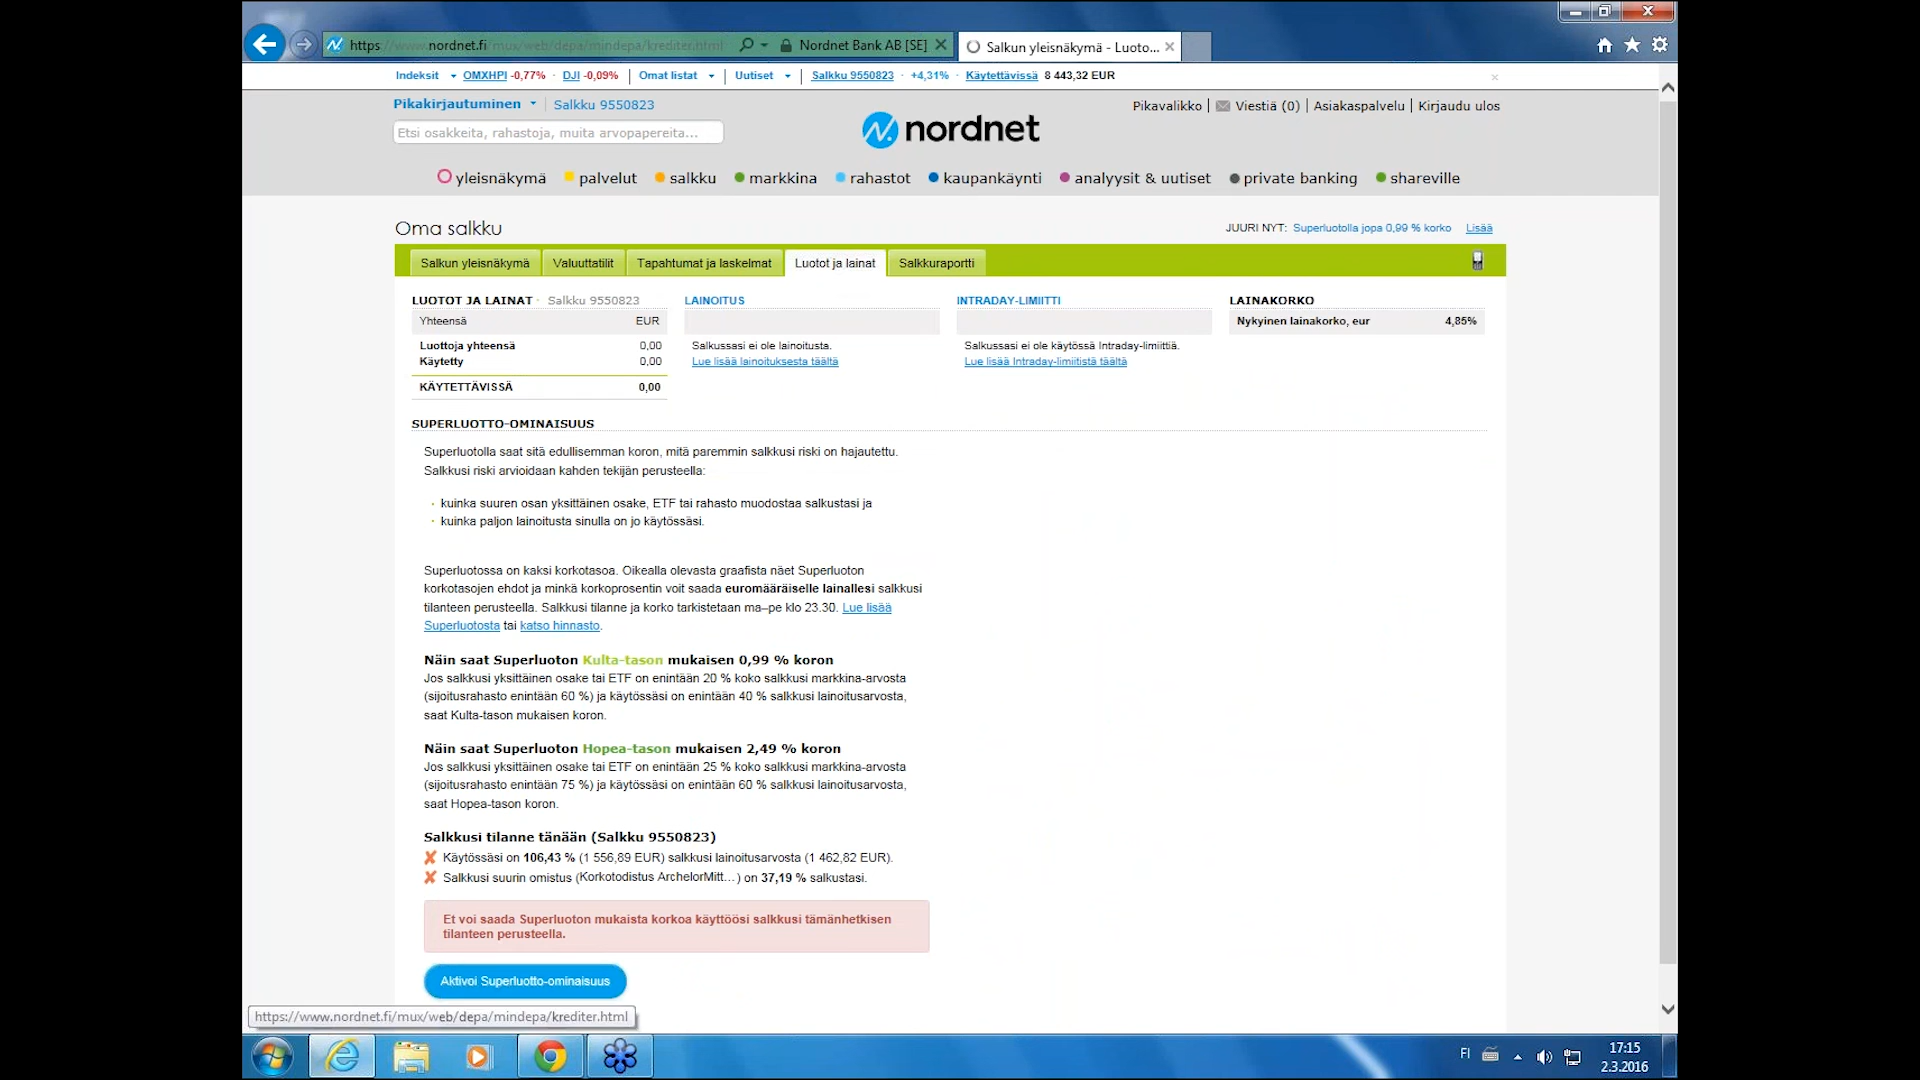 https://www.nordnet.fi/mux/web/depa/mindepa/krediter.html Nordnet Bank AB [SE] Salkun yleisnäkymä - Luoto...
Indeksit OMXHPI -0,77% · DJI -0,09% Omat listat Uutiset Salkku 9550823 · +4,31% · Käytettävissä 8 443,32 EUR
Pikakirjautuminen Salkku 9550823
Pikavalikko Viestiä (0) Asiakaspalvelu Kirjaudu ulos
Etsi osakkeita, rahastoja, muita arvopapereita...
nordnet
yleisnäkymä palvelut salkku markkina rahastot kaupankäynti analyysit & uutiset private banking shareville
Oma salkku
JUURI NYT: Superluotolla jopa 0,99 % korko Lisää
Salkun yleisnäkymä Valuuttatilit Tapahtumat ja laskelmat Luotot ja lainat Salkkuraportti
LUOTOT JA LAINAT · Salkku 9550823
Yhteensä EUR
Luottoja yhteensä 0,00
Käytetty 0,00
KÄYTETTÄVISSÄ 0,00
LAINOITUS
Salkussasi ei ole lainoitusta.
Lue lisää lainoituksesta täältä
INTRADAY-LIMIITTI
Salkussasi ei ole käytössä Intraday-limiittiä.
Lue lisää Intraday-limiitistä täältä
LAINAKORKO
Nykyinen lainakorko, eur 4,85%
SUPERLUOTTO-OMINAISUUS
Superluotolla saat sitä edullisemman koron, mitä paremmin salkkusi riski on hajautettu.
Salkkusi riski arvioidaan kahden tekijän perusteella:
· kuinka suuren osan yksittäinen osake, ETF tai rahasto muodostaa salkustasi ja
· kuinka paljon lainoitusta sinulla on jo käytössäsi.
Superluotossa on kaksi korkotasoa. Oikealla olevasta graafista näet Superluoton
korkotasojen ehdot ja minkä korkoprosentin voit saada euromääräiselle lainallesi salkkusi
tilanteen perusteella. Salkkusi tilanne ja korko tarkistetaan ma–pe klo 23.30. Lue lisää
Superluotosta tai katso hinnasto.
Näin saat Superluoton Kulta-tason mukaisen 0,99 % koron
Jos salkkusi yksittäinen osake tai ETF on enintään 20 % koko salkkusi markkina-arvosta
(sijoitusrahasto enintään 60 %) ja käytössäsi on enintään 40 % salkkusi lainoitusarvosta,
saat Kulta-tason mukaisen koron.
Näin saat Superluoton Hopea-tason mukaisen 2,49 % koron
Jos salkkusi yksittäinen osake tai ETF on enintään 25 % koko salkkusi markkina-arvosta
(sijoitusrahasto enintään 75 %) ja käytössäsi on enintään 60 % salkkusi lainoitusarvosta,
saat Hopea-tason koron.
Salkkusi tilanne tänään (Salkku 9550823)
Käytössäsi on 106,43 % (1 556,89 EUR) salkkusi lainoitusarvosta (1 462,82 EUR).
Salkkusi suurin omistus (Korkotodistus ArchelorMitt...) on 37,19 % salkustasi.
Et voi saada Superluoton mukaista korkoa käyttöösi salkkusi tämänhetkisen
tilanteen perusteella.
Aktivoi Superluotto-ominaisuus
https://www.nordnet.fi/mux/web/depa/mindepa/krediter.html
FI 17:15
2.3.2016